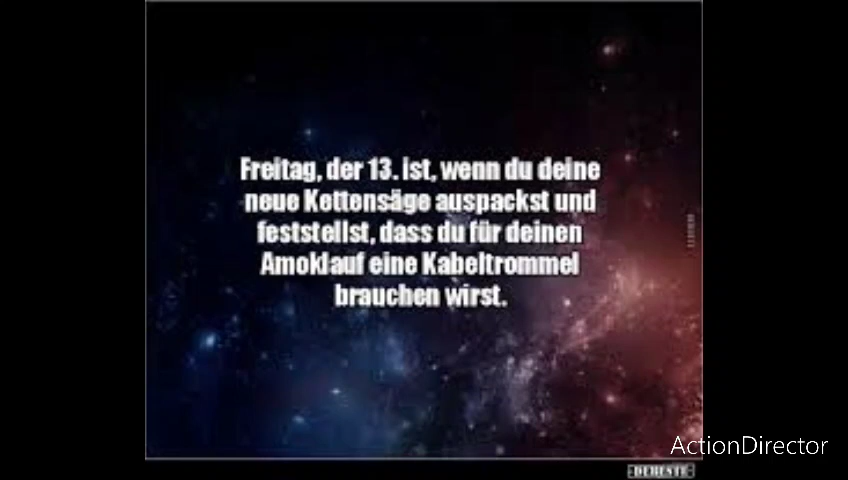 Freitag, der 13. ist, wenn du deine
neue Kettensäge auspackst und
feststellst, dass du für deinen
Amoklauf eine Kabeltrommel
brauchen wirst.
ActionDirector
DEBESTE